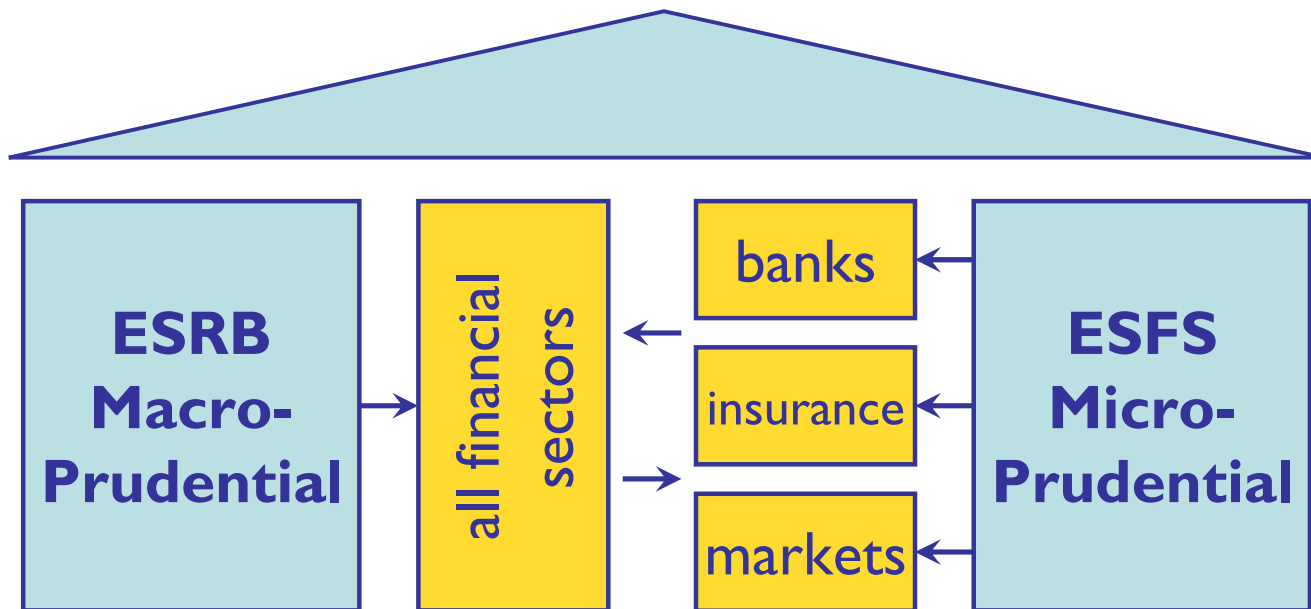 ESRB
Macro-
Prudential
all financial
sectors
banks
insurance
markets
ESFS
Micro-
Prudential